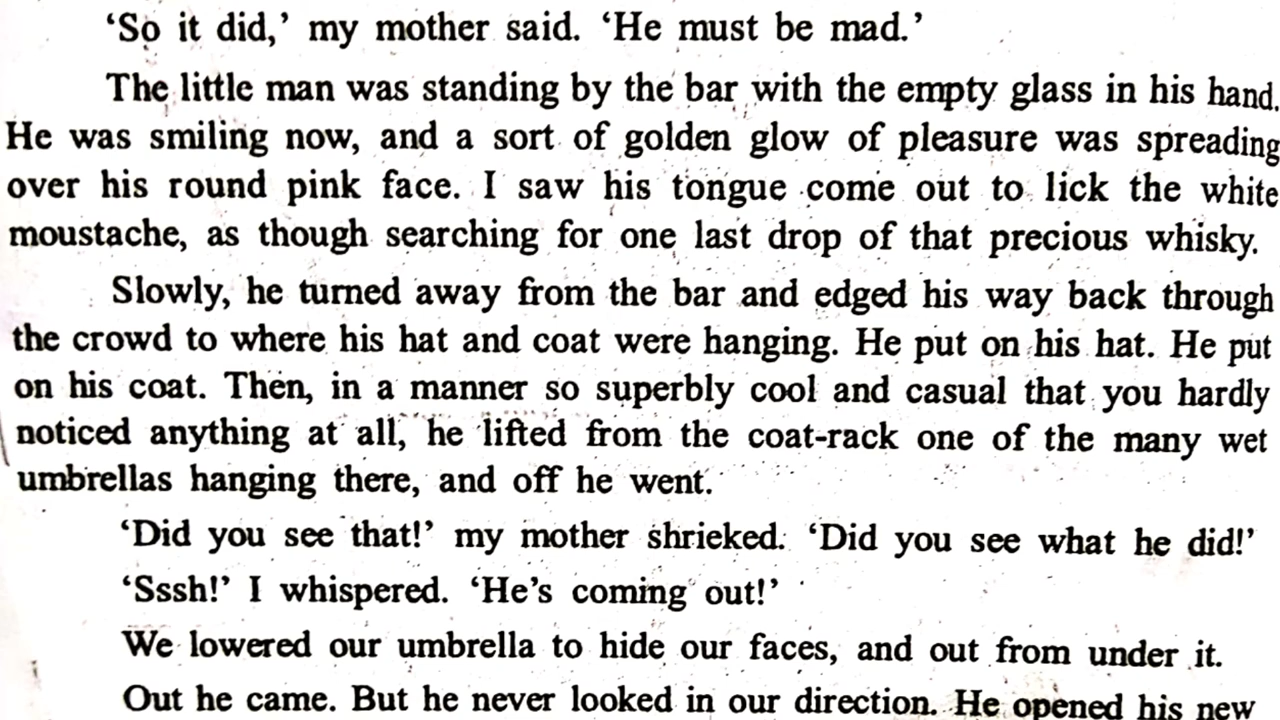 ‘So it did,’ my mother said. ‘He must be mad.’
The little man was standing by the bar with the empty glass in his hand.
He was smiling now, and a sort of golden glow of pleasure was spreading
over his round pink face. I saw his tongue come out to lick the white
moustache, as though searching for one last drop of that precious whisky.
Slowly, he turned away from the bar and edged his way back through
the crowd to where his hat and coat were hanging. He put on his hat. He put
on his coat. Then, in a manner so superbly cool and casual that you hardly
noticed anything at all, he lifted from the coat-rack one of the many wet
umbrellas hanging there, and off he went.
‘Did you see that!’ my mother shrieked. ‘Did you see what he did!’
‘Sssh!’ I whispered. ‘He’s coming out!’
We lowered our umbrella to hide our faces, and out from under it.
Out he came. But he never looked in our direction. He opened his new